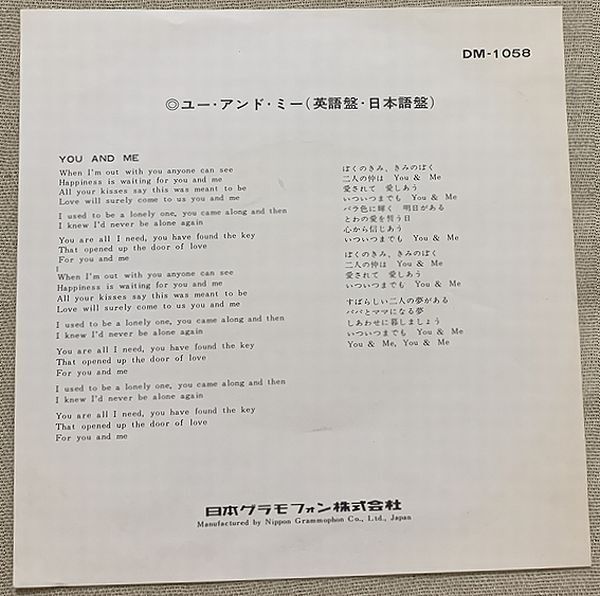 DM-1058
◎ユー・アンド・ミー(英語盤・日本語盤)
YOU AND ME
When I'm out with you anyone can see
Happiness is waiting for you and me
All your kisses say this was meant to be
Love will surely come to us you and me
I used to be a lonely one, you came along and then
I knew I'd never be alone again
You are all I need, you have found the key
That opened up the door of love
For you and me
When I'm out with you anyone can see
Happiness is waiting for you and me
All your kisses say this was meant to be
Love will surely come to us you and me
I used to be a lonely one, you came along and then
I knew I'd never be alone again
You are all I need, you have found the key
That opened up the door of love
For you and me
I used to be a lonely one, you came along and then
I knew I'd never be alone again
You are all I need, you have found the key
That opened up the door of love
For you and me
ぼくのきみ、きみのぼく
二人の仲は You & Me
愛されて 愛しあう
いついつまでも You & Me
バラ色に輝く 明日がある
とわの愛を誓う日
心から信じあう
いついつまでも You & Me
ぼくのきみ、きみのぼく
二人の仲は You & Me
愛されて 愛しあう
いついつまでも You & Me
すばらしい二人の夢がある
パパとママになる夢
しあわせに暮しましょう
いついつまでも You & Me
You & Me, You & Me
日本グラモフォン株式会社
Manufactured by Nippon Grammophon Co., Ltd., Japan